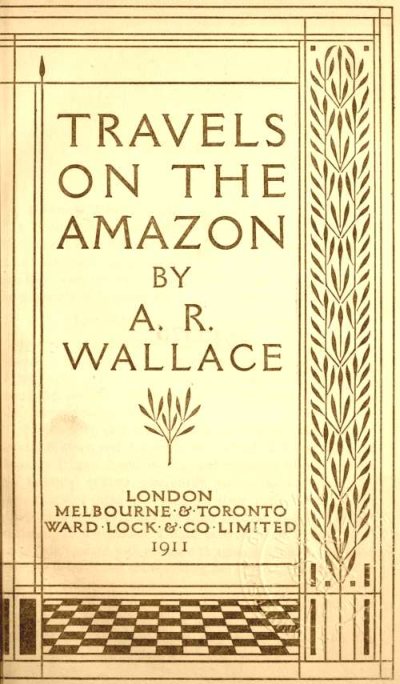 TRAVELS
ON THE
AMAZON
BY
A. R.
WALLACE
LONDON
MELBOURNE·&·TORONTO
WARD·LOCK·&·CO·LIMITED
1911